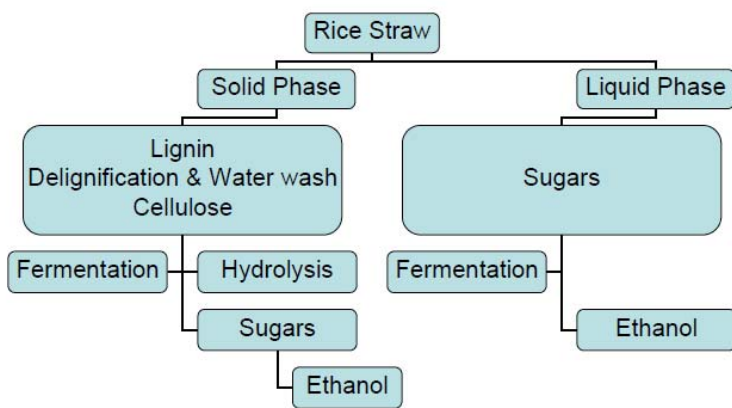 Rice Straw
Solid Phase
Liquid Phase
Lignin
Delignification & Water wash
Cellulose
Sugars
Fermentation
Hydrolysis
Fermentation
Sugars
Ethanol
Ethanol